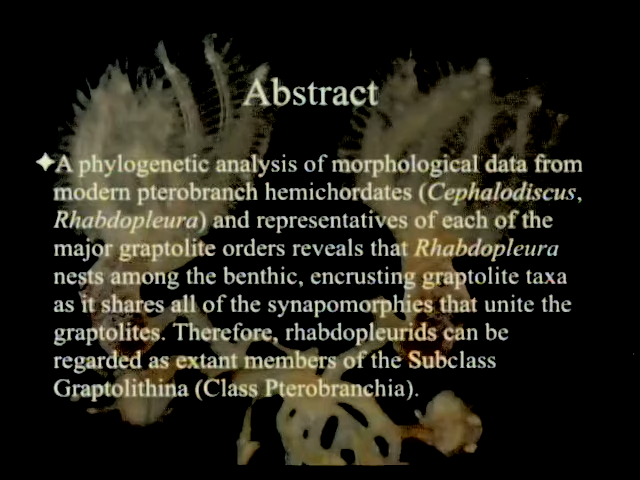 Abstract
✦A phylogenetic analysis of morphological data from
modern pterobranch hemichordates (Cephalodiscus,
Rhabdopleura) and representatives of each of the
major graptolite orders reveals that Rhabdopleura
nests among the benthic, encrusting graptolite taxa
as it shares all of the synapomorphies that unite the
graptolites. Therefore, rhabdopleurids can be
regarded as extant members of the Subclass
Graptolithina (Class Pterobranchia).